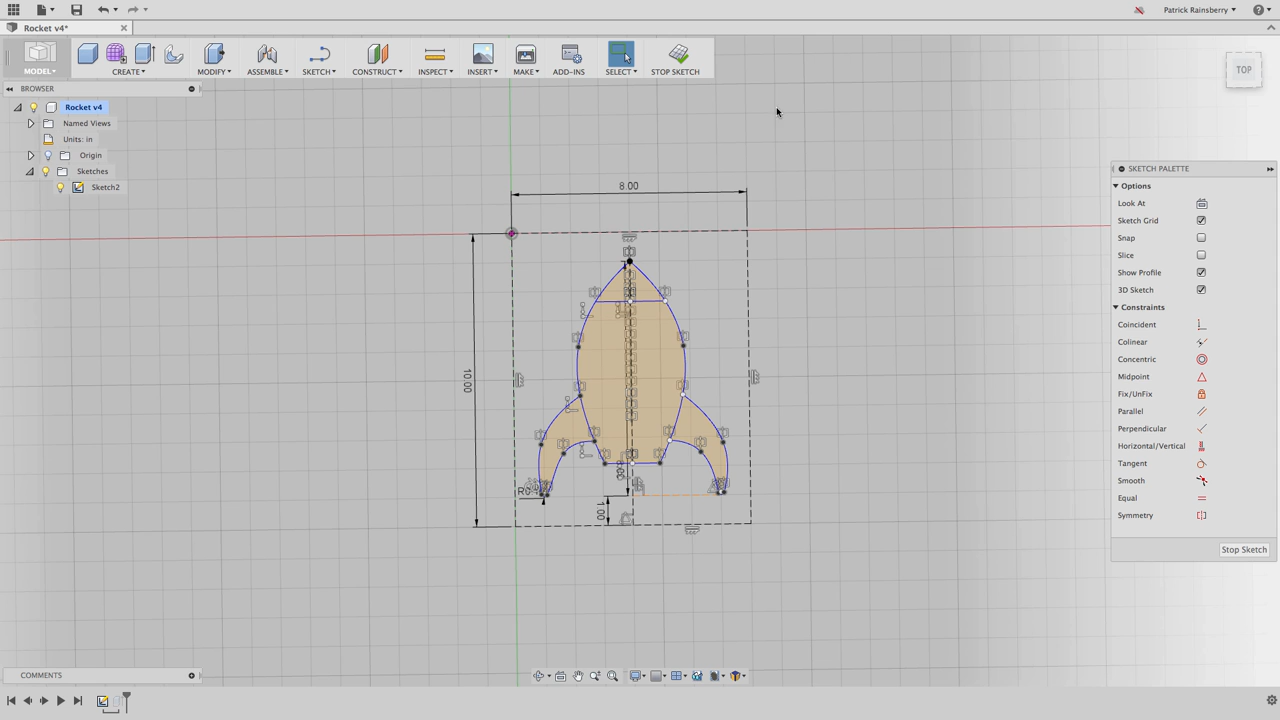 Patrick Rainsberry
Rocket v4*
MODEL
CREATE
MODIFY
ASSEMBLE
SKETCH
CONSTRUCT
INSPECT
INSERT
MAKE
ADD-INS
SELECT
STOP SKETCH
TOP
BROWSER
Rocket v4
Named Views
Units: in
Origin
Sketches
Sketch2
8.00
10.00
1.00
SKETCH PALETTE
Options
Look At
Sketch Grid
Snap
Slice
Show Profile
3D Sketch
Constraints
Coincident
Colinear
Concentric
Midpoint
Fix/UnFix
Parallel
Perpendicular
Horizontal/Vertical
Tangent
Smooth
Equal
Symmetry
Stop Sketch
COMMENTS